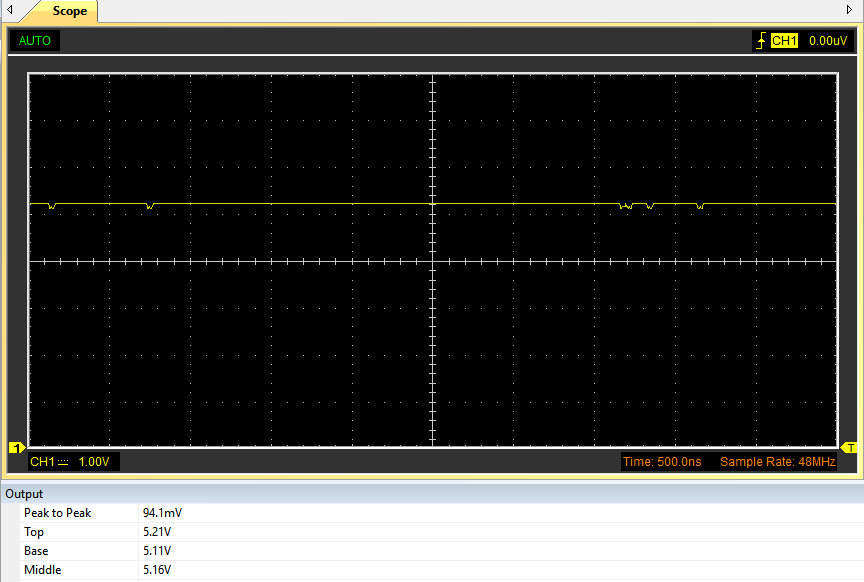 Scope
AUTO
CH1 0.00uV
1
T
CH1 1.00V
Time: 500.0ns Sample Rate: 48MHz
Output
Peak to Peak 94.1mV
Top 5.21V
Base 5.11V
Middle 5.16V